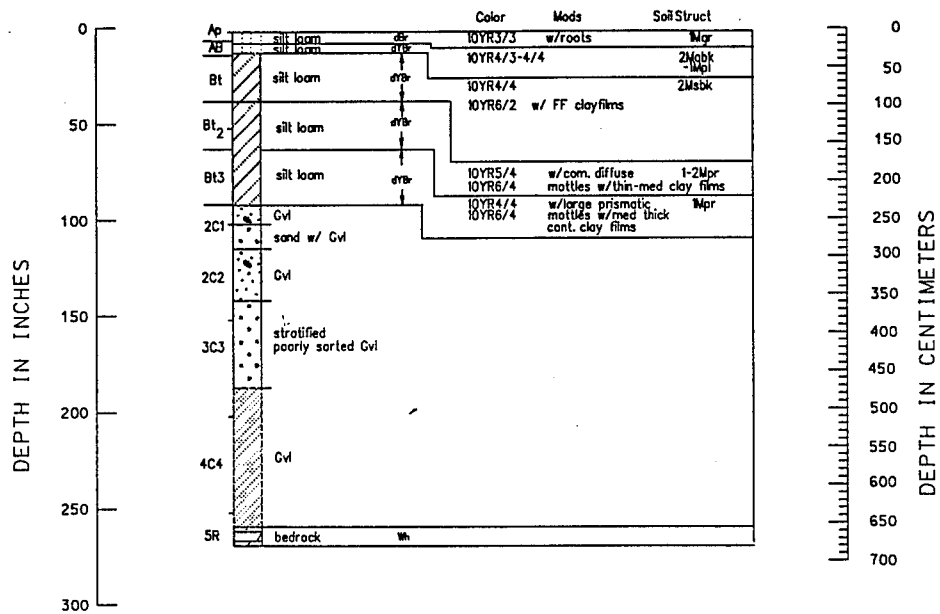 Color Mods Soil Struct
Ap silt loam dBr 10YR3/3 w/roots 1Mgr
AB silt loam dYBr 10YR4/3-4/4 2Mabk
-1Mpl
Bt silt loam dYBr 10YR4/4 2Msbk
10YR6/2 w/ FF clayfilms
Bt2 silt loam dYBr
10YR5/4 w/com. diffuse 1-2Mpr
10YR6/4 mottles w/thin-med clay films
Bt3 silt loam dYBr 10YR4/4 w/large prismatic 1Mpr
10YR6/4 mottles w/med thick
cont. clay films
2C1 Gvl
sand w/ Gvl
2C2 Gvl
3C3 stratified
poorly sorted Gvl
4C4 Gvl
5R bedrock Wh
DEPTH IN INCHES
0
50
100
150
200
250
300
DEPTH IN CENTIMETERS
0
50
100
150
200
250
300
350
400
450
500
550
600
650
700